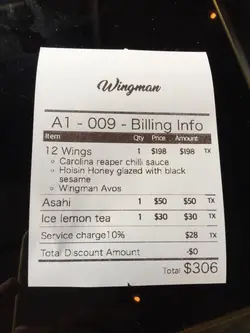 Wingman
A1 - 009 - Billing Info
Item Qty Price Amount
12 Wings 1 $198 $198 TX
Carolina reaper chilli sauce
Hoisin Honey glazed with black
sesame
Wingman Avos
Asahi 1 $50 $50 TX
Ice lemon tea 1 $30 $30 TX
Service charge10% $28 TX
Total Discount Amount -$0
Total $306